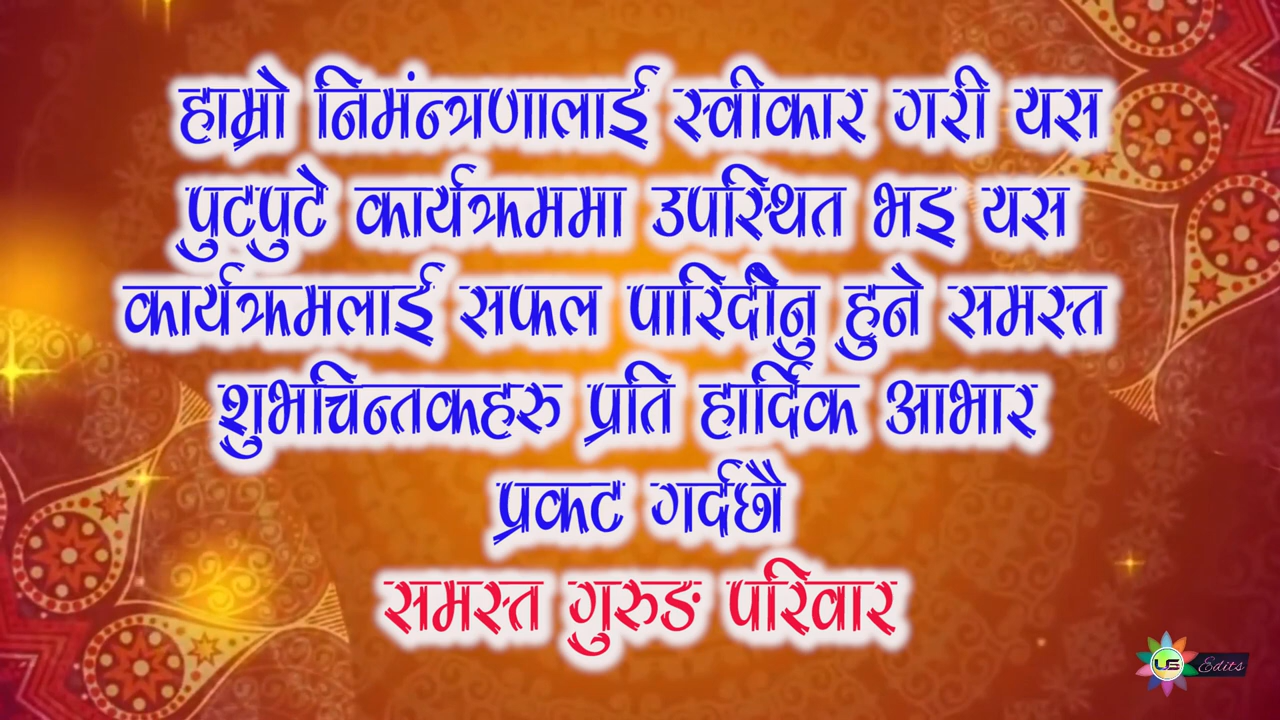 हाम्रो निमंन्त्रणालाई स्वीकार गरी यस
पुटपुटे कार्यक्रममा उपस्थित भइ यस
कार्यक्रमलाई सफल पारिदीनु हुने समस्त
शुभचिन्तकहरु प्रति हार्दिक आभार
प्रकट गर्दछौ
समस्त गुरुङ परिवार
Edits